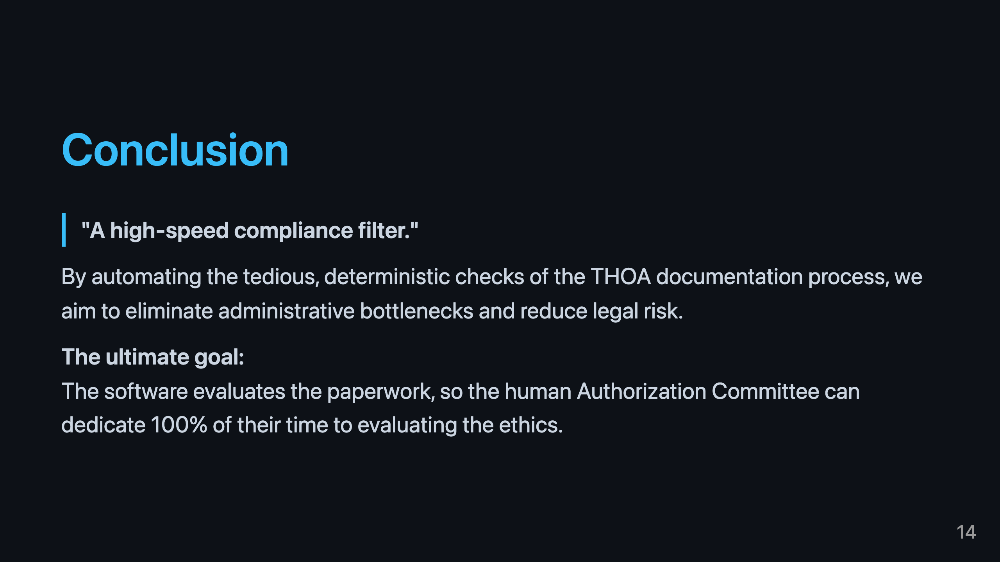 Conclusion
"A high-speed compliance filter."
By automating the tedious, deterministic checks of the THOA documentation process, we
aim to eliminate administrative bottlenecks and reduce legal risk.
The ultimate goal:
The software evaluates the paperwork, so the human Authorization Committee can
dedicate 100% of their time to evaluating the ethics.
14